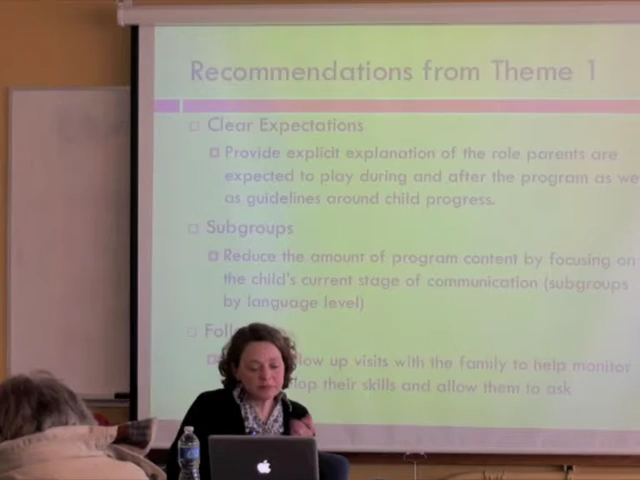 Recommendations from Theme 1
Clear Expectations
Provide explicit explanation of the role parents are
expected to play during and after the program as we
as guidelines around child progress.
Subgroups
Reduce the amount of program content by focusing on
the child's current stage of communication (subgroups
by language level)
Foll
low up visits with the family to help monitor
lop their skills and allow them to ask